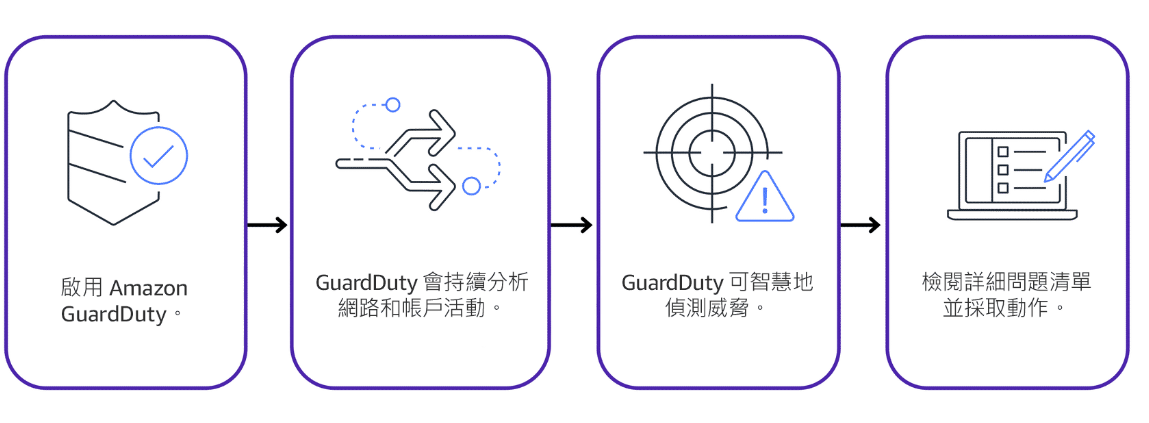 啟用 Amazon
GuardDuty。
GuardDuty 會持續分析
網路和帳戶活動。
GuardDuty 可智慧地
偵測威脅。
檢閱詳細問題清單
並採取動作。